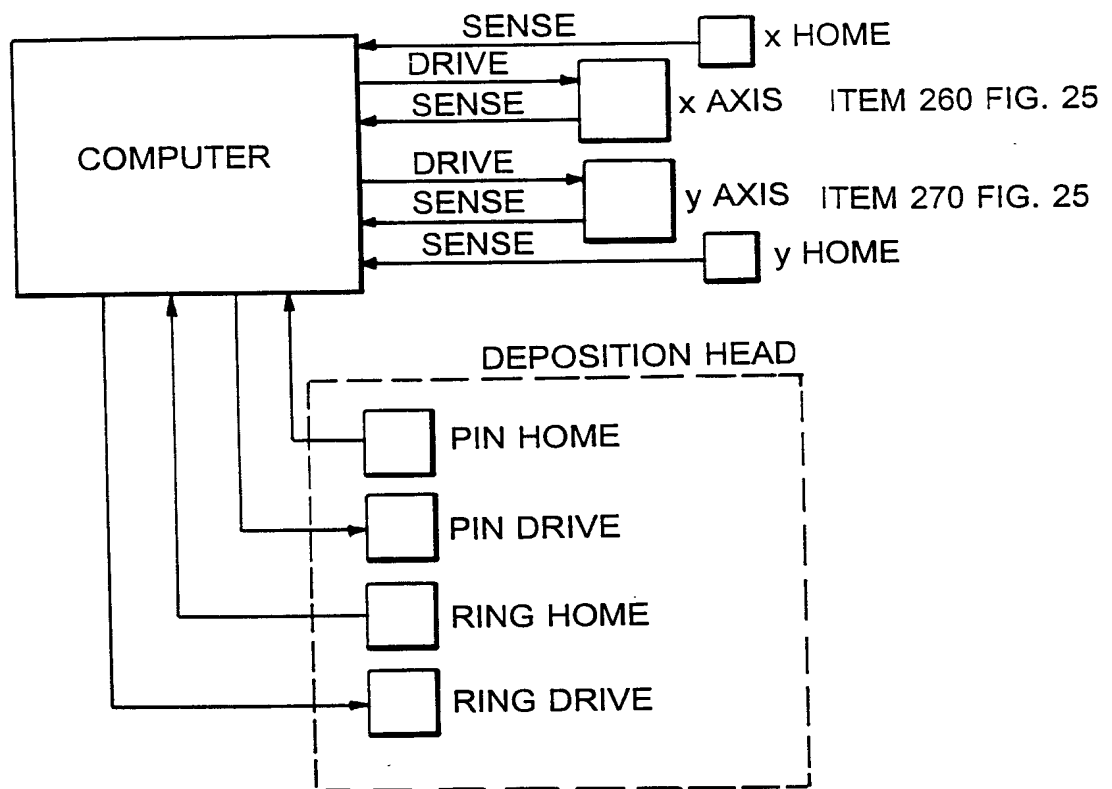 SENSE
x HOME
DRIVE
SENSE
x AXIS ITEM 260 FIG. 25
COMPUTER
DRIVE
SENSE
y AXIS ITEM 270 FIG. 25
SENSE
y HOME
DEPOSITION HEAD
PIN HOME
PIN DRIVE
RING HOME
RING DRIVE